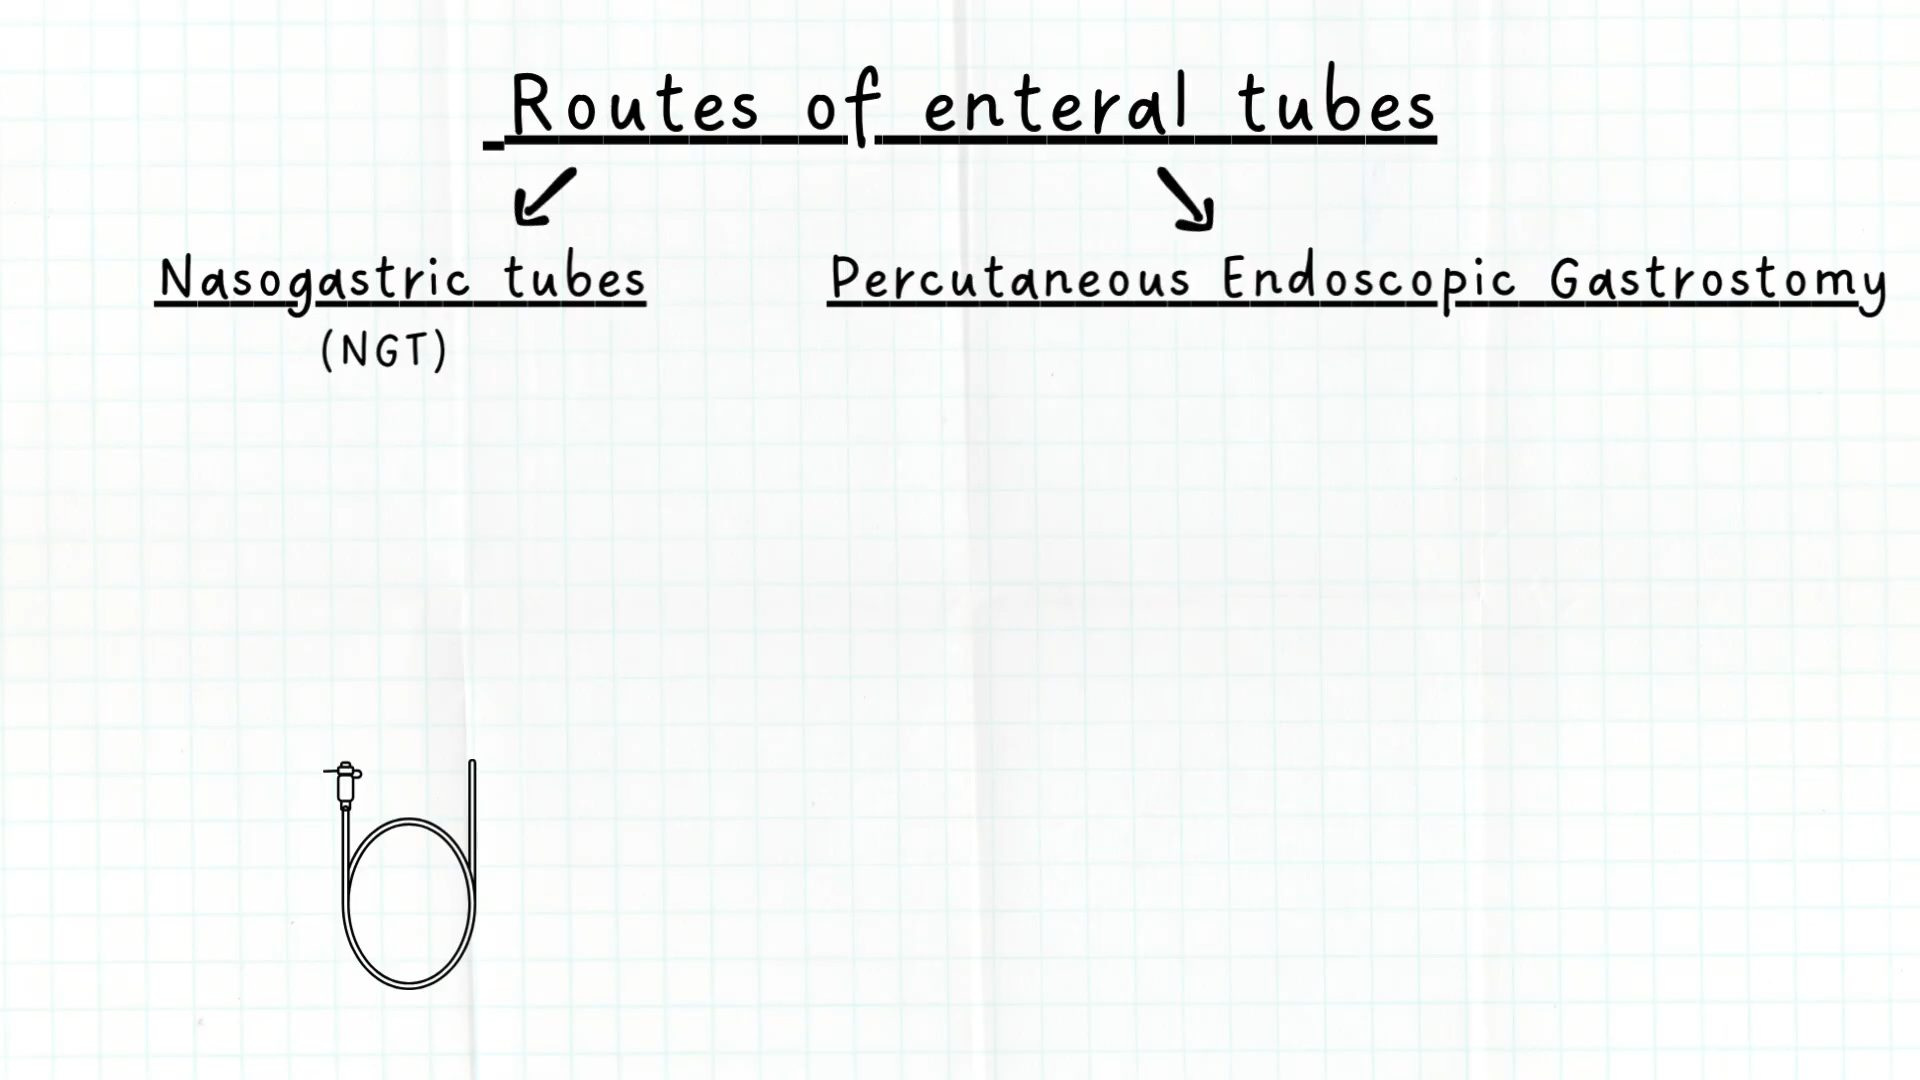 Routes of enteral tubes
Nasogastric tubes
(NGT)
Percutaneous Endoscopic Gastrostomy